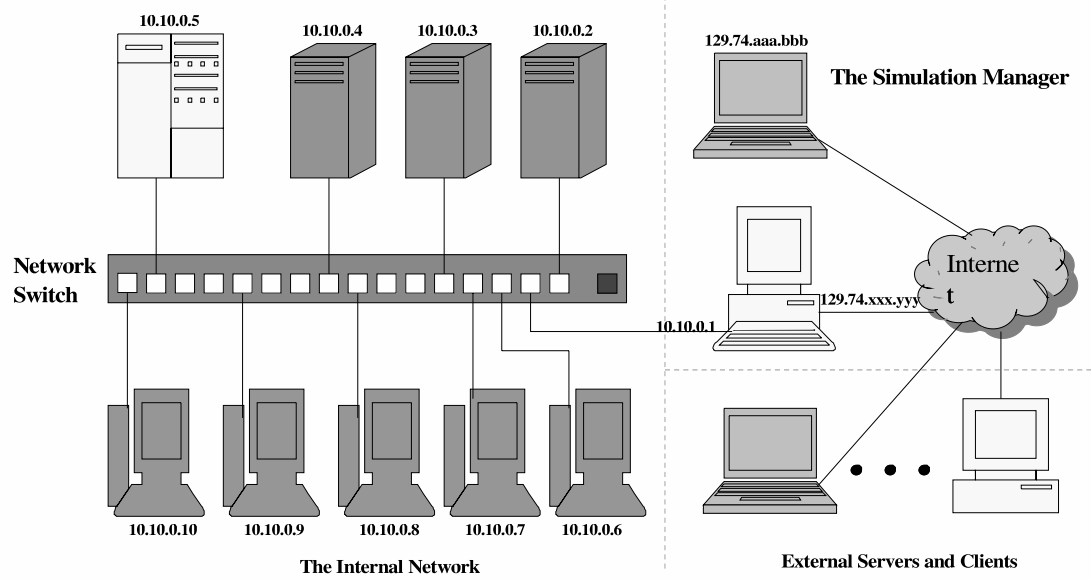 10.10.0.5
10.10.0.4
10.10.0.3
10.10.0.2
129.74.aaa.bbb
The Simulation Manager
Network
Switch
Interne
t
129.74.xxx.yyy
10.10.0.1
10.10.0.10
10.10.0.9
10.10.0.8
10.10.0.7
10.10.0.6
The Internal Network
External Servers and Clients